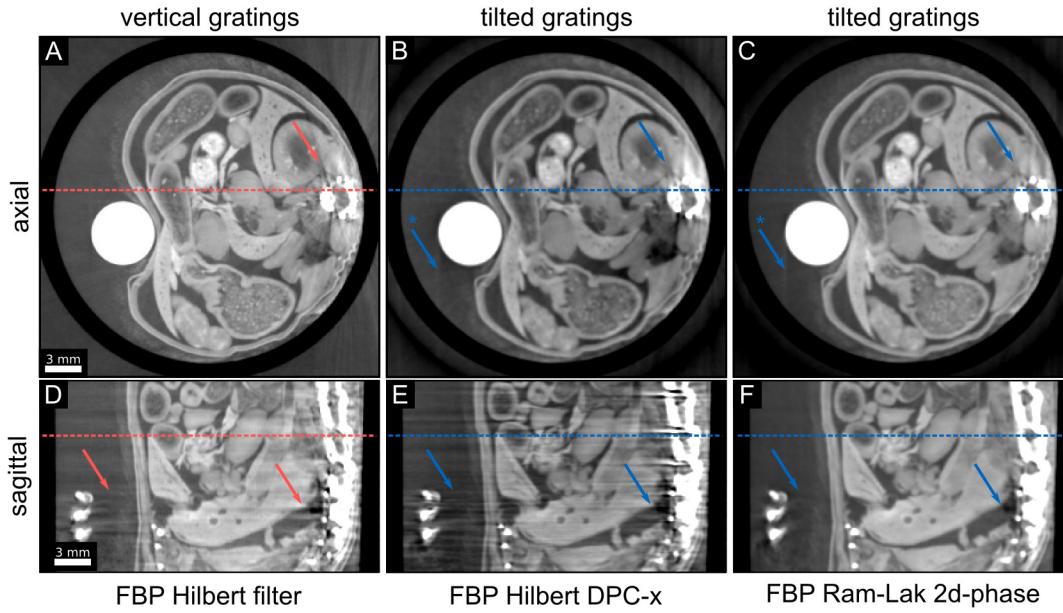 vertical gratings
tilted gratings
tilted gratings
axial
A
B
C
*
*
3 mm
sagittal
D
E
F
3 mm
FBP Hilbert filter
FBP Hilbert DPC-x
FBP Ram-Lak 2d-phase